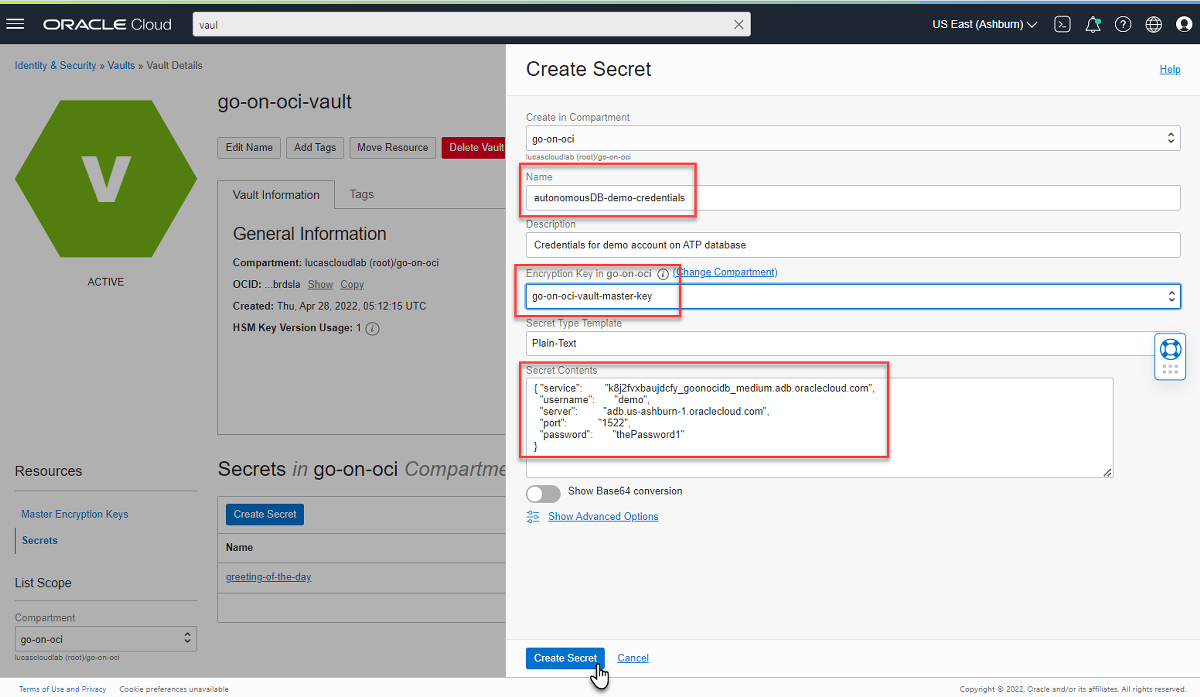 ORACLE Cloud
vaul
US East (Ashburn)
Identity & Security » Vaults » Vault Details
V
ACTIVE
go-on-oci-vault
Edit Name
Add Tags
Move Resource
Delete Vault
Vault Information
Tags
General Information
Compartment: lucascloudlab (root)/go-on-oci
OCID: ...brdsla Show Copy
Created: Thu, Apr 28, 2022, 05:12:15 UTC
HSM Key Version Usage: 1
Resources
Master Encryption Keys
Secrets
List Scope
Compartment
go-on-oci
lucascloudlab (root)/go-on-oci
Secrets in go-on-oci Compartme
Create Secret
Name
greeting-of-the-day
Create Secret
Help
Create in Compartment
go-on-oci
lucascloudlab (root)/go-on-oci
Name
autonomousDB-demo-credentials
Description
Credentials for demo account on ATP database
Encryption Key in go-on-oci (Change Compartment)
go-on-oci-vault-master-key
Secret Type Template
Plain-Text
Secret Contents
{ "service": "k8j2fvxbaujdcfy_goonocidb_medium.adb.oraclecloud.com",
"username": "demo",
"server": "adb.us-ashburn-1.oraclecloud.com",
"port": "1522",
"password": "thePassword1"
}
Show Base64 conversion
Show Advanced Options
Create Secret
Cancel
Terms of Use and Privacy
Cookie preferences unavailable
Copyright © 2022, Oracle and/or its affiliates. All rights reserved.